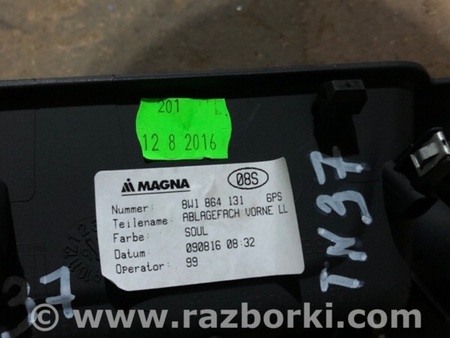 201
12 8 2016
MAGNA 08S
Nummer: 8W1 864 131 6PS
Teilename: ABLAGEFACH VORNE LL
Farbe: SOUL
Datum: 090816 08:32
Operator: 99
TN37
37
© www.razborki.com